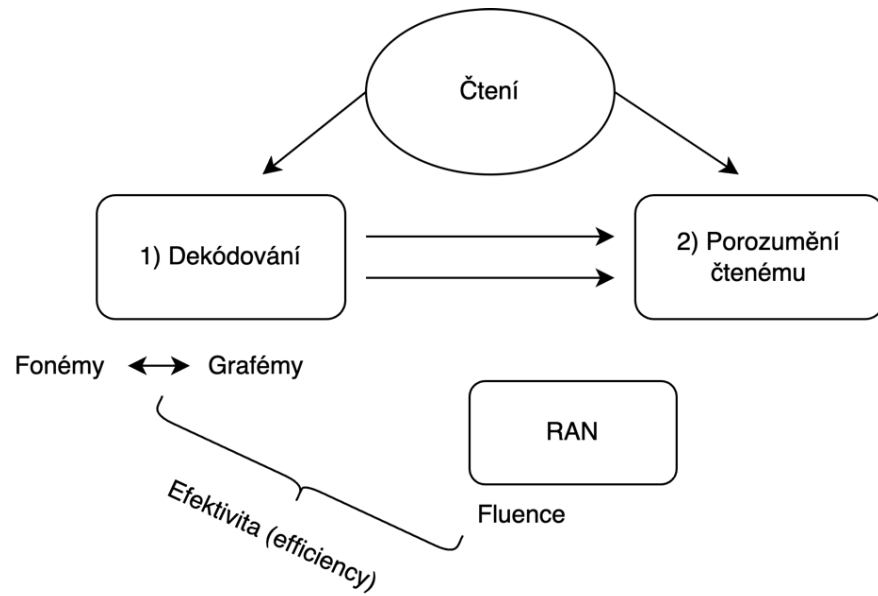 Čtení
1) Dekódování
2) Porozumění
čtenému
Fonémy
Grafémy
RAN
Efektivita (efficiency)
Fluence